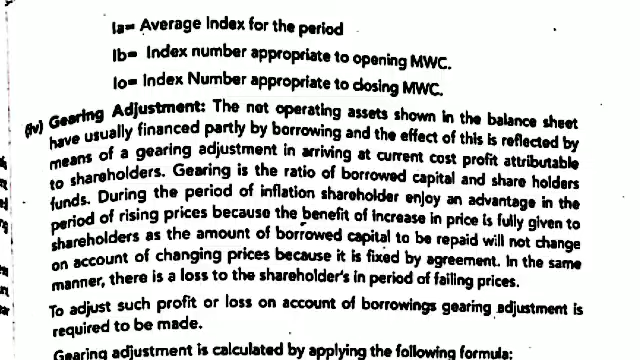 Ia= Average Index for the period
Ib= Index number appropriate to opening MWC.
Io= Index Number appropriate to closing MWC.
(iv) Gearing Adjustment: The net operating assets shown in the balance sheet
have usually financed partly by borrowing and the effect of this is reflected by
means of a gearing adjustment in arriving at current cost profit attributable
to shareholders. Gearing is the ratio of borrowed capital and share holders
funds. During the period of inflation shareholder enjoy an advantage in the
period of rising prices because the benefit of increase in price is fully given to
shareholders as the amount of borrowed capital to be repaid will not change
on account of changing prices because it is fixed by agreement. In the same
manner, there is a loss to the shareholder's in period of failing prices.
To adjust such profit or loss on account of borrowings gearing adjustment is
required to be made.
Gearing adjustment is calculated by applying the following formula: